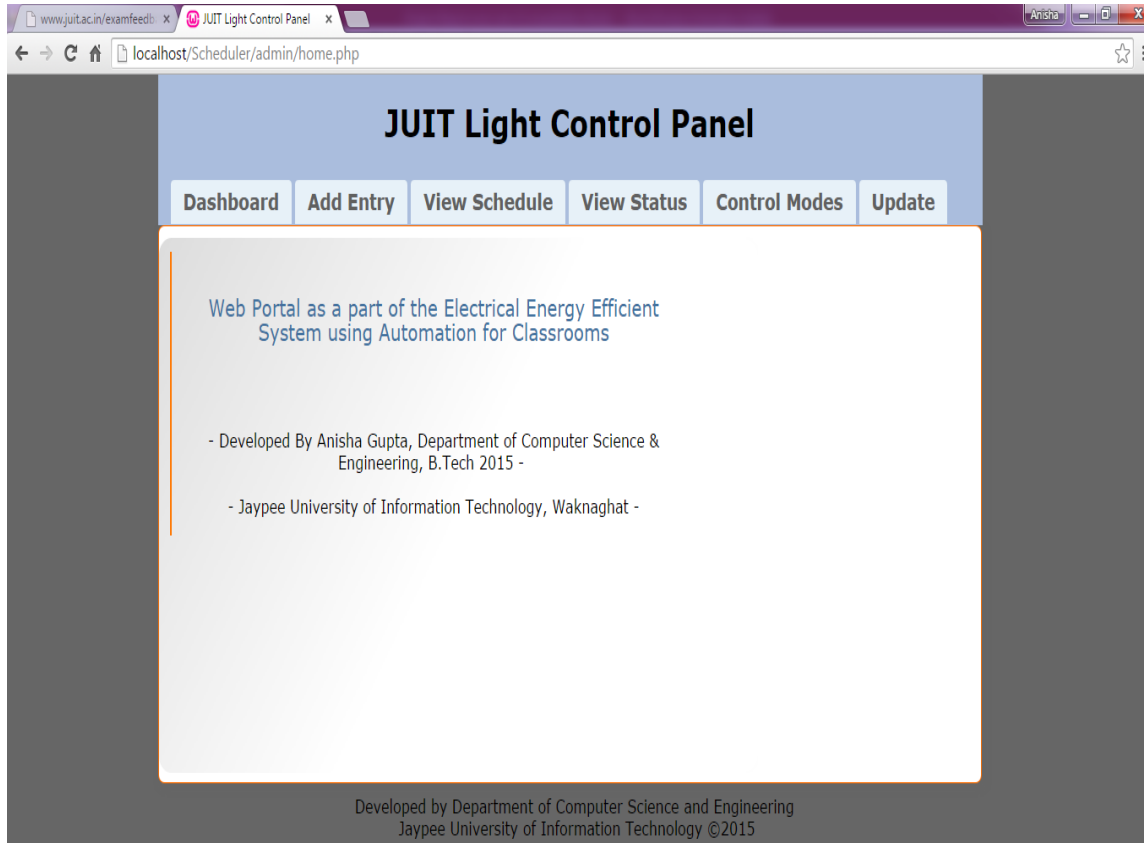 www.juit.ac.in/examfeedb
JUIT Light Control Panel
Anisha
localhost/Scheduler/admin/home.php
JUIT Light Control Panel
Dashboard
Add Entry
View Schedule
View Status
Control Modes
Update
Web Portal as a part of the Electrical Energy Efficient
System using Automation for Classrooms
- Developed By Anisha Gupta, Department of Computer Science &
Engineering, B.Tech 2015 -
- Jaypee University of Information Technology, Waknaghat -
Developed by Department of Computer Science and Engineering
Jaypee University of Information Technology ©2015